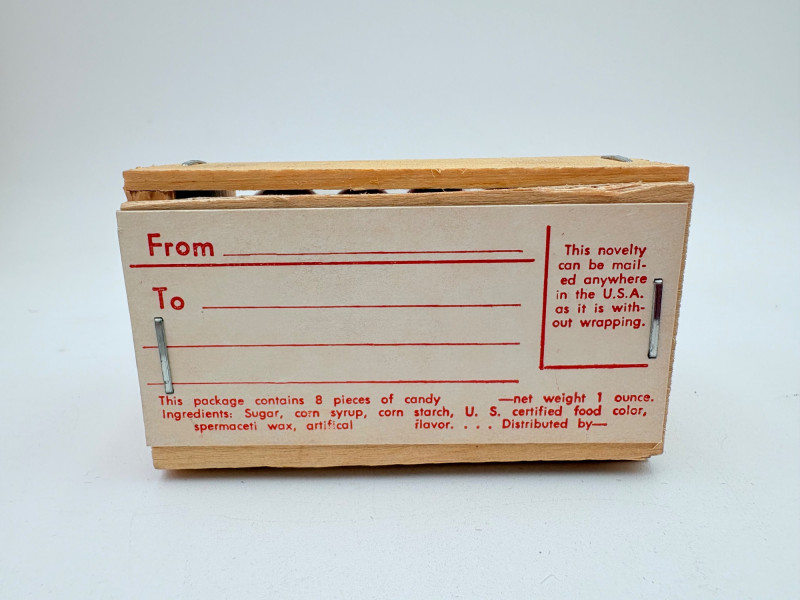 From
To
This novelty
can be mail-
ed anywhere
in the U.S.A.
as it is with-
out wrapping.
This package contains 8 pieces of candy —net weight 1 ounce.
Ingredients: Sugar, corn syrup, corn starch, U. S. certified food color,
spermaceti wax, artifical flavor. . . . Distributed by—